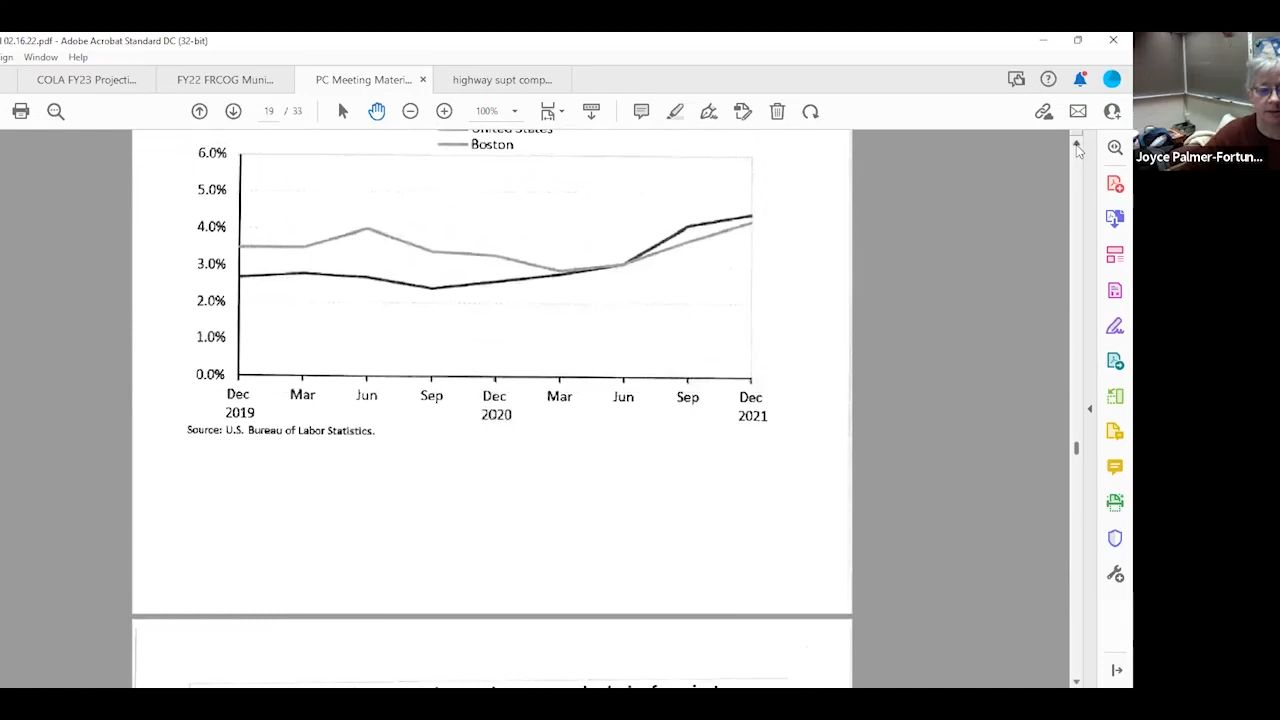 l 02.16.22.pdf - Adobe Acrobat Standard DC (32-bit)
ign Window Help
COLA FY23 Projecti... FY22 FRCOG Muni... PC Meeting Materi... × highway supt comp...
19 / 33 100%
United States
Boston
6.0%
5.0%
4.0%
3.0%
2.0%
1.0%
0.0%
Dec Mar Jun Sep Dec Mar Jun Sep Dec
2019 2020 2021
Source: U.S. Bureau of Labor Statistics.
Joyce Palmer-Fortun...